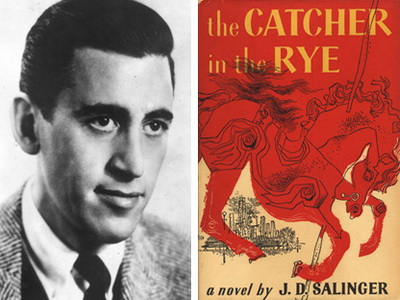 the CATCHER
in the RYE
a novel by J. D. SALINGER